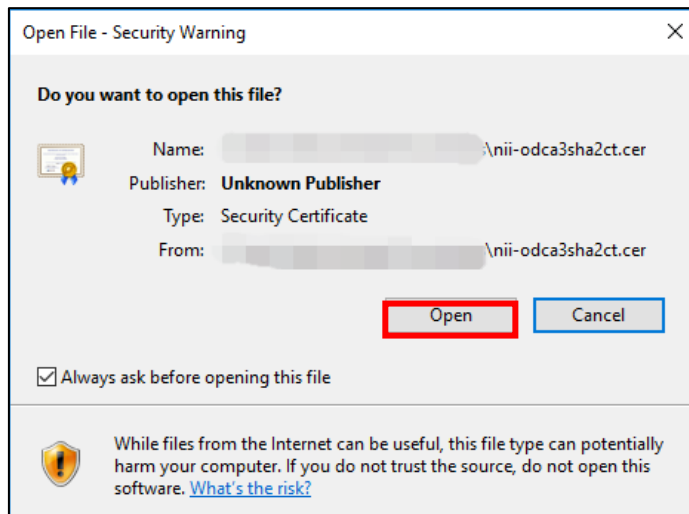 Open File - Security Warning
Do you want to open this file?
Name: \nii-odca3sha2ct.cer
Publisher: Unknown Publisher
Type: Security Certificate
From: \nii-odca3sha2ct.cer
Open Cancel
Always ask before opening this file
While files from the Internet can be useful, this file type can potentially
harm your computer. If you do not trust the source, do not open this
software. What's the risk?